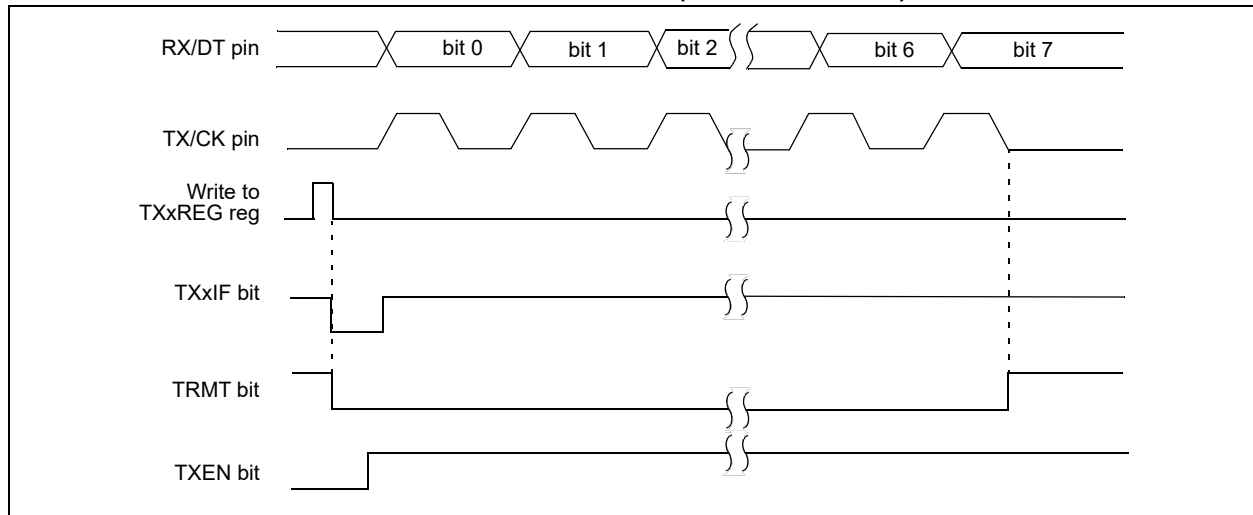 RX/DT pin
bit 0
bit 1
bit 2
bit 6
bit 7
TX/CK pin
Write to
TXxREG reg
TXxIF bit
TRMT bit
TXEN bit